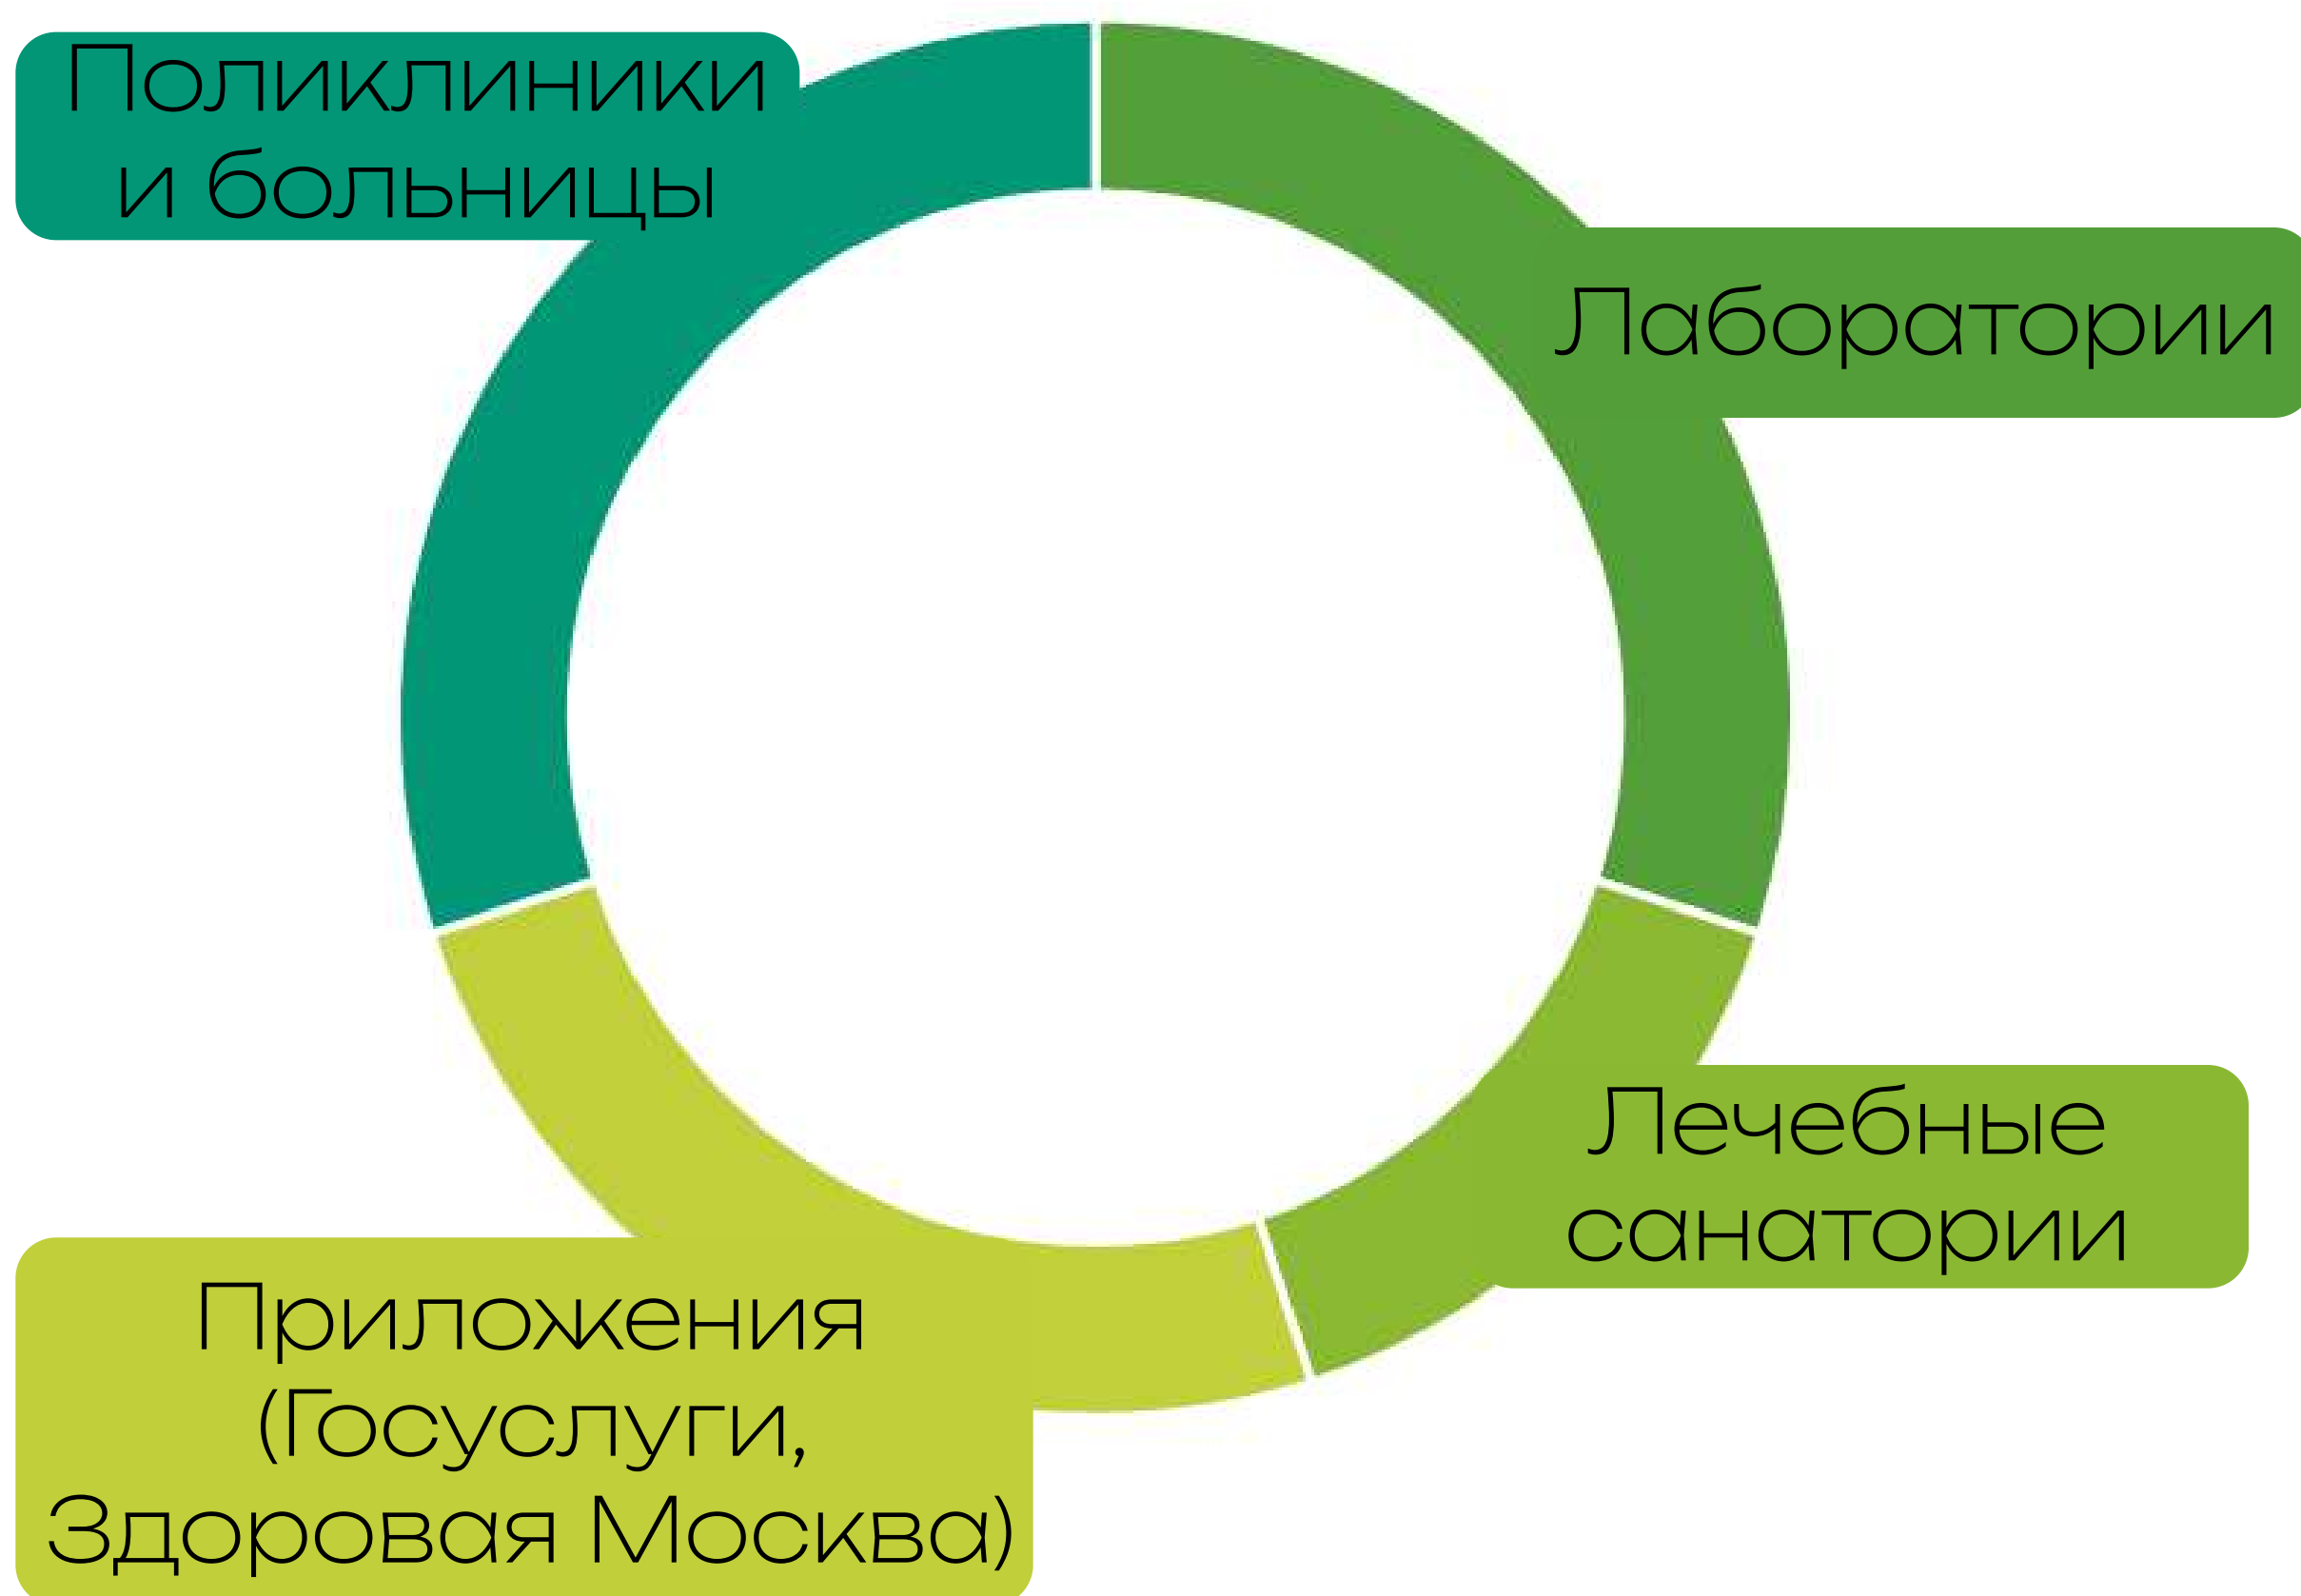 Поликлиники
и больницы
Лаборатории
Лечебные
санатории
Приложения
(Госуслуги,
Здоровая Москва)